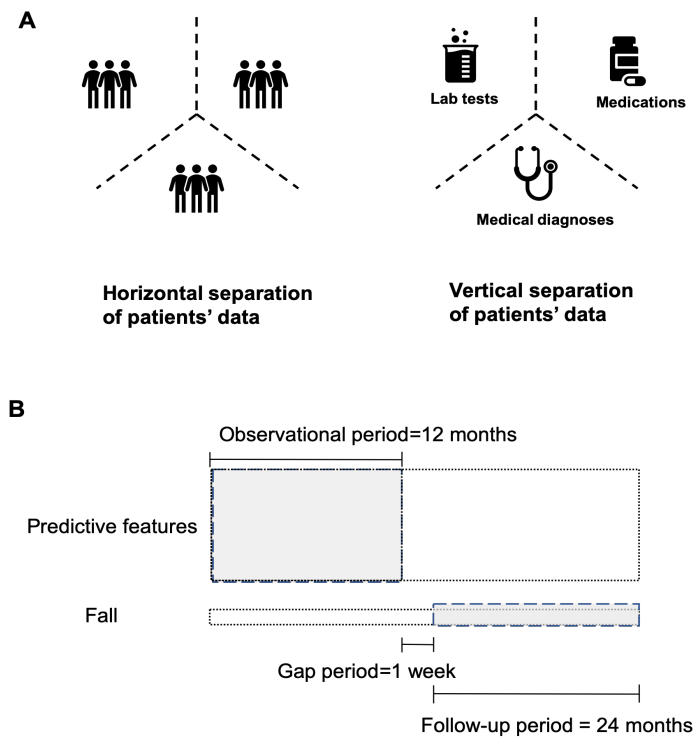 A
Lab tests
Medications
Medical diagnoses
Horizontal separation
of patients’ data
Vertical separation
of patients’ data
B
Observational period=12 months
Predictive features
Fall
Gap period=1 week
Follow-up period = 24 months